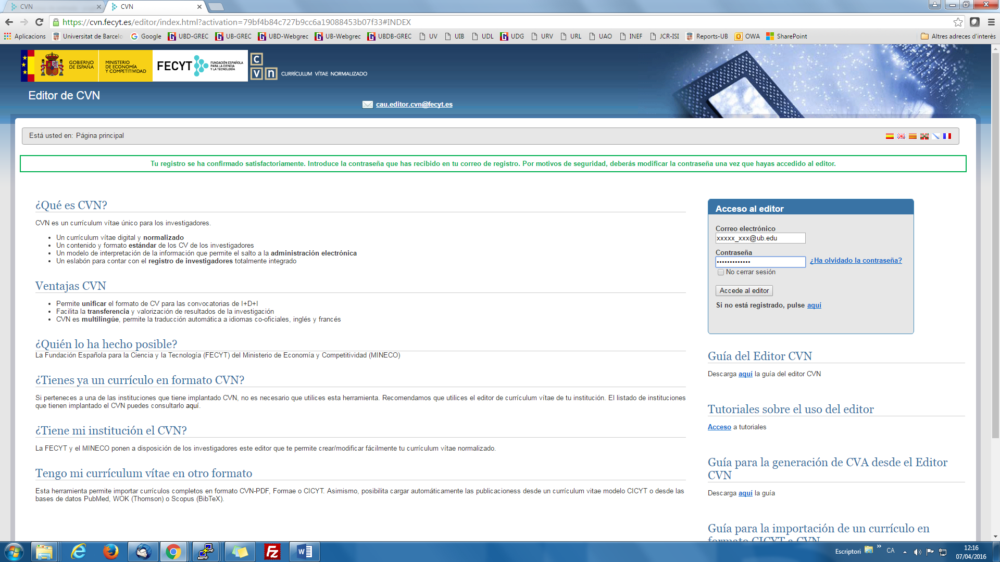 CVN
CVN
https://cvn.fecyt.es/editor/index.html?activation=79bf4b84c727b9cc6a19088453b07f33#INDEX
Aplicacions Universitat de Barcelo Google UBD-GREC UB-GREC UBD-Webgrec UB-Webgrec UBDB-GREC UV UIB UDL UDG URV URL UAO INEF JCR-ISI Reports-UB OWA SharePoint Altres adreces d'interès
GOBIERNO DE ESPAÑA
MINISTERIO DE ECONOMÍA Y COMPETITIVIDAD
FECYT
FUNDACIÓN ESPAÑOLA PARA LA CIENCIA Y LA TECNOLOGÍA
C
V n CURRÍCULUM VÍTAE NORMALIZADO
Editor de CVN
cau.editor.cvn@fecyt.es
Está usted en: Página principal
Tu registro se ha confirmado satisfactoriamente. Introduce la contraseña que has recibido en tu correo de registro. Por motivos de seguridad, deberás modificar la contraseña una vez que hayas accedido al editor.
¿Qué es CVN?
CVN es un currículum vítae único para los investigadores.
• Un currículum vítae digital y normalizado
• Un contenido y formato estándar de los CV de los investigadores
• Un modelo de interpretación de la información que permite el salto a la administración electrónica
• Un eslabón para contar con el registro de investigadores totalmente integrado
Ventajas CVN
• Permite unificar el formato de CV para las convocatorias de I+D+I
• Facilita la transferencia y valorización de resultados de la investigación
• CVN es multilingúe, permite la traducción automática a idiomas co-oficiales, inglés y francés
¿Quién lo ha hecho posible?
La Fundación Española para la Ciencia y la Tecnología (FECYT) del Ministerio de Economía y Competitividad (MINECO)
¿Tienes ya un currículo en formato CVN?
Si perteneces a una de las instituciones que tiene implantado CVN, no es necesario que utilices esta herramienta. Recomendamos que utilices el editor de currículum vítae de tu institución. El listado de instituciones
que tienen implantado el CVN puedes consultarlo aquí.
¿Tiene mi institución el CVN?
La FECYT y el MINECO ponen a disposición de los investigadores este editor que te permite crear/modificar fácilmente tu currículum vítae normalizado.
Tengo mi currículum vítae en otro formato
Esta herramienta permite importar currículos completos en formato CVN-PDF, Formae o CICYT. Asimismo, posibilita cargar automáticamente las publicacioness desde un currículum vitae modelo CICYT o desde las
bases de datos PubMed, WOK (Thomson) o Scopus (BibTeX).
Acceso al editor
Correo electrónico
xxxxx_xxx@ub.edu
Contraseña
•••••••••••••
¿Ha olvidado la contraseña?
No cerrar sesión
Accede al editor
Si no está registrado, pulse aquí
Guía del Editor CVN
Descarga aquí la guía del editor CVN
Tutoriales sobre el uso del editor
Acceso a tutoriales
Guía para la generación de CVA desde el Editor
CVN
Descarga aquí la guía
Guía para la importación de un currículo en
formato CICYT a CVN
Escriptori » CA 12:16
07/04/2016